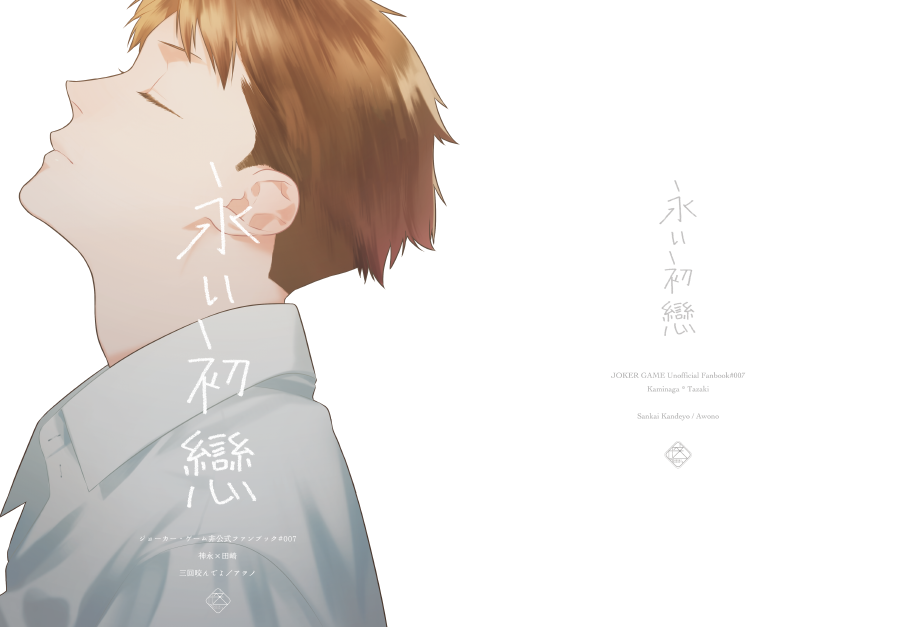 永い初戀
ジョーカー・ゲーム非公式ファンブック#007
神永×田崎
三回咬んでよ／アヲノ
永い初戀
JOKER GAME Unofficial Fanbook#007
Kaminaga * Tazaki
Sankai Kandeyo / Awono